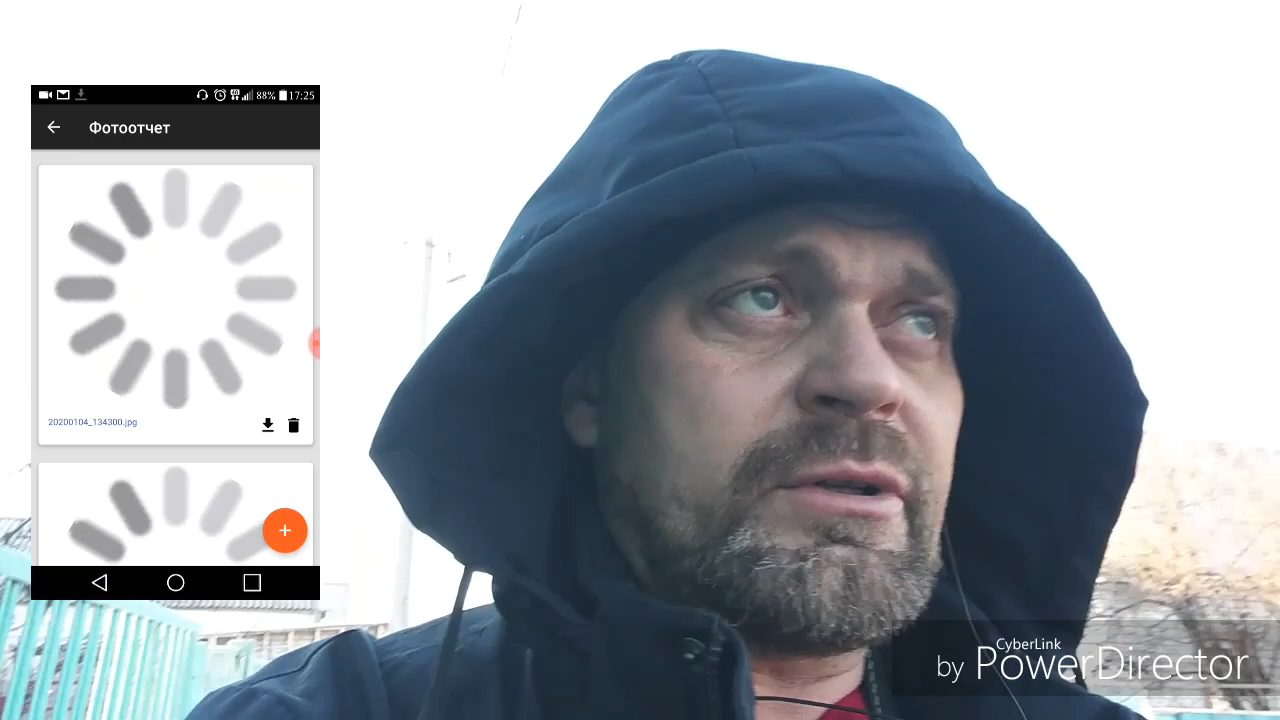 88% 17:25
Фотоотчет
20200104_134300.jpg
CyberLink
by PowerDirector